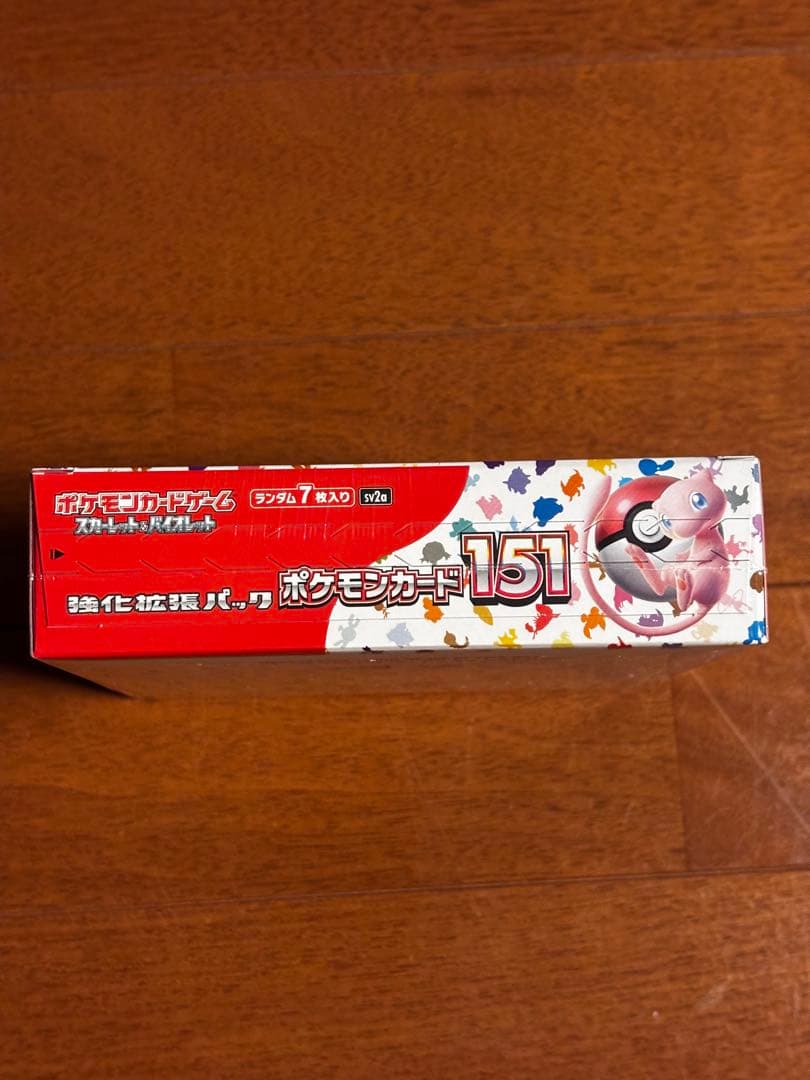 ポケモンカードゲーム
スカーレット&バイオレット
ランダム7枚入り
sv2a
強化拡張パック
ポケモンカード151